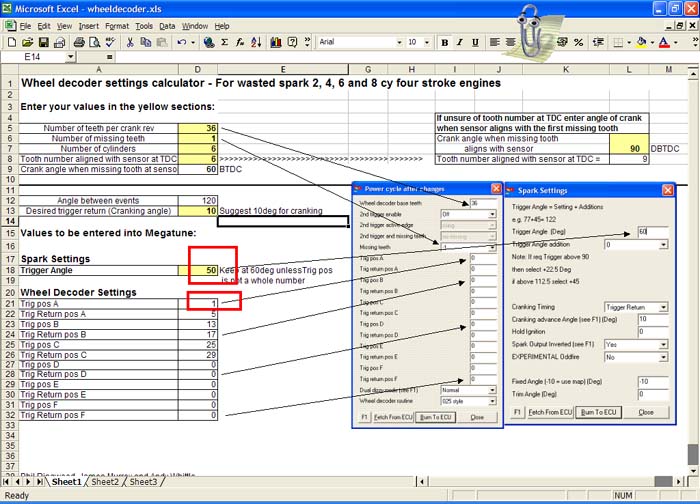 Microsoft Excel - wheeldecoder.xls
File Edit View Insert Format Tools Data Window Help
Arial 10 B I U
E14 fx
A D E G H I J K L M
1 Wheel decoder settings calculator - For wasted spark 2, 4, 6 and 8 cy four stroke engines
2
3 Enter your values in the yellow sections:
4 If unsure of tooth number at TDC enter angle of crank
5 Number of teeth per crank rev 36 when sensor aligns with the first missing tooth
6 Number of missing teeth 1 Crank angle when missing tooth
7 Number of cylinders 6 aligns with sensor 90 BTDC
8 Tooth number aligned with sensor at TDC 6 >>>>>>>>>>>>>>>>>>>>>>>>>>>>>>>>>> Tooth number aligned with sensor at TDC = 9
9 Crank angle when missing tooth at senso 60 BTDC
10
11
12 Angle between events 120
13 Desired trigger return (Cranking angle) 10 Suggest 10deg for cranking
14
15 Values to be entered into Megatune:
16
17 Spark Settings
18 Trigger Angle 50 Keep at 60deg unlessTrig pos
19 is not a whole number
20 Wheel Decoder Settings
21 Trig pos A 1
22 Trig Return pos A 5
23 Trig pos B 13
24 Trig Return pos B 17
25 Trig pos C 25
26 Trig Return pos C 29
27 Trig pos D 0
28 Trig Return pos D 0
29 Trig pos E 0
30 Trig Return pos E 0
31 Trig pos F 0
32 Trig Return pos F 0
33
34
35
36
Power cycle after changes
Wheel decoder base teeth 36
2nd trigger enable Off
2nd trigger active edge
2nd trigger and missing teeth
Missing teeth -1
Trig pos A 0
Trig return pos A 0
Trig pos B 0
Trig return pos B 0
Trig pos C 0
Trig return pos C 0
Trig pos D 0
Trig return pos D 0
Trig pos E 0
Trig return pos E 0
Trig pos F 0
Trig return pos F 0
Dual dizzy mode (see F1) Normal
Wheel decoder routine 025 style
F1 Fetch From ECU Burn To ECU Close
Spark Settings
Trigger Angle = Setting + Additions
e.g. 77+45= 122
Trigger Angle (Deg) 60
Trigger Angle addition 0
Note: If req Trigger Angle above 90
then select +22.5 Deg
if above 112.5 select +45
Cranking Timing Trigger Return
Cranking advance Angle (see F1) (Deg) 10
Hold Ignition 0
Spark Output Inverted (see F1) Yes
EXPERIMENTAL Oddfire No
Fixed Angle (-10 = use map) (Deg) -10
Trim Angle (Deg) 0
F1 Fetch From ECU Burn To ECU Close
Sheet1 Sheet2 Sheet3
Ready